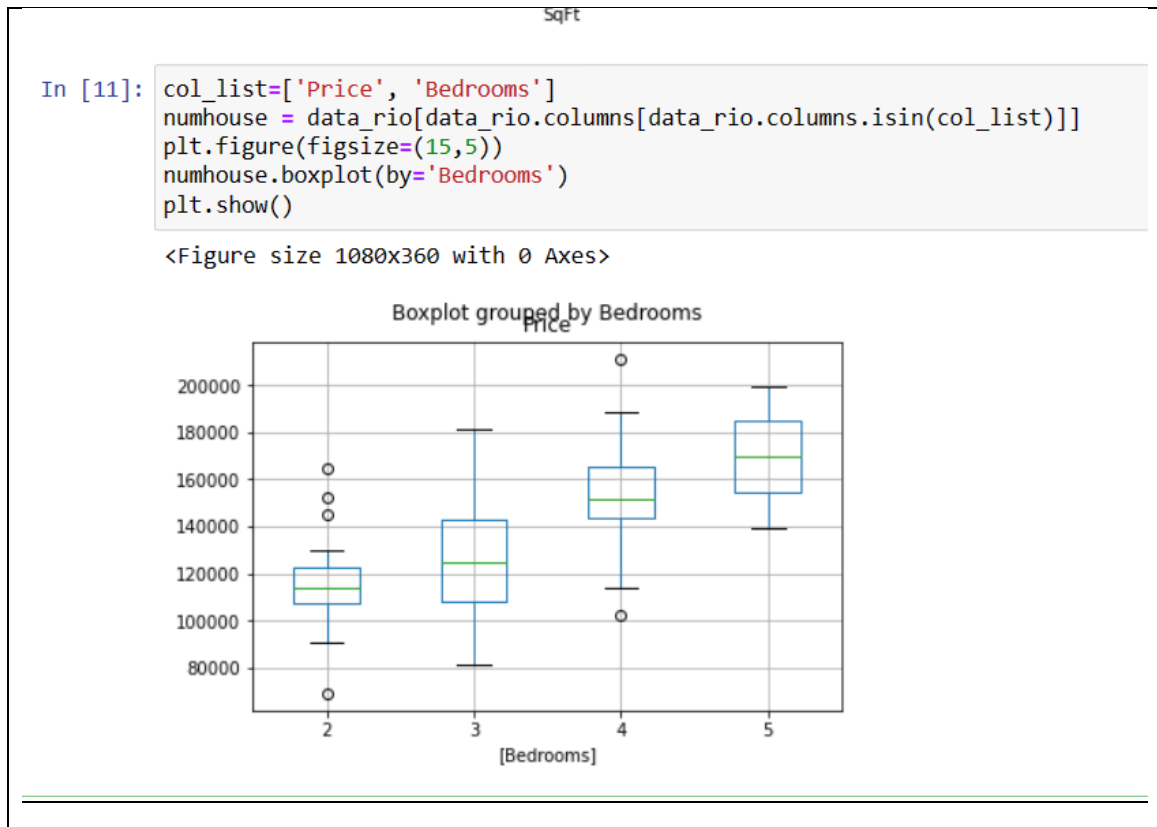 SqFt
In [11]: col_list=['Price', 'Bedrooms']
numhouse = data_rio[data_rio.columns[data_rio.columns.isin(col_list)]]
plt.figure(figsize=(15,5))
numhouse.boxplot(by='Bedrooms')
plt.show()
<Figure size 1080x360 with 0 Axes>
Boxplot grouped by Bedrooms
Price
200000
180000
160000
140000
120000
100000
80000
2 3 4 5
[Bedrooms]